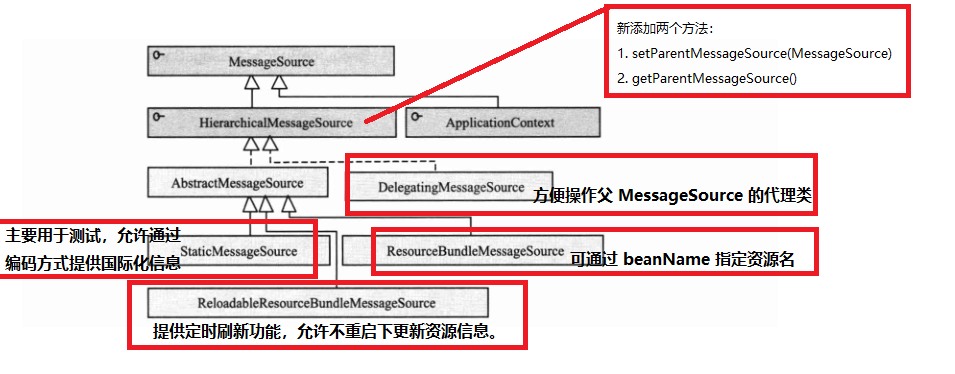 新添加两个方法：
1. setParentMessageSource(MessageSource)
2. getParentMessageSource()
MessageSource
HierarchicalMessageSource
ApplicationContext
AbstractMessageSource
DelegatingMessageSource
方便操作父 MessageSource 的代理类
主要用于测试，允许通过
编码方式提供国际化信息
StaticMessageSource
ResourceBundleMessageSource
可通过 beanName 指定资源名
ReloadableResourceBundleMessageSource
提供定时刷新功能，允许不重启下更新资源信息。